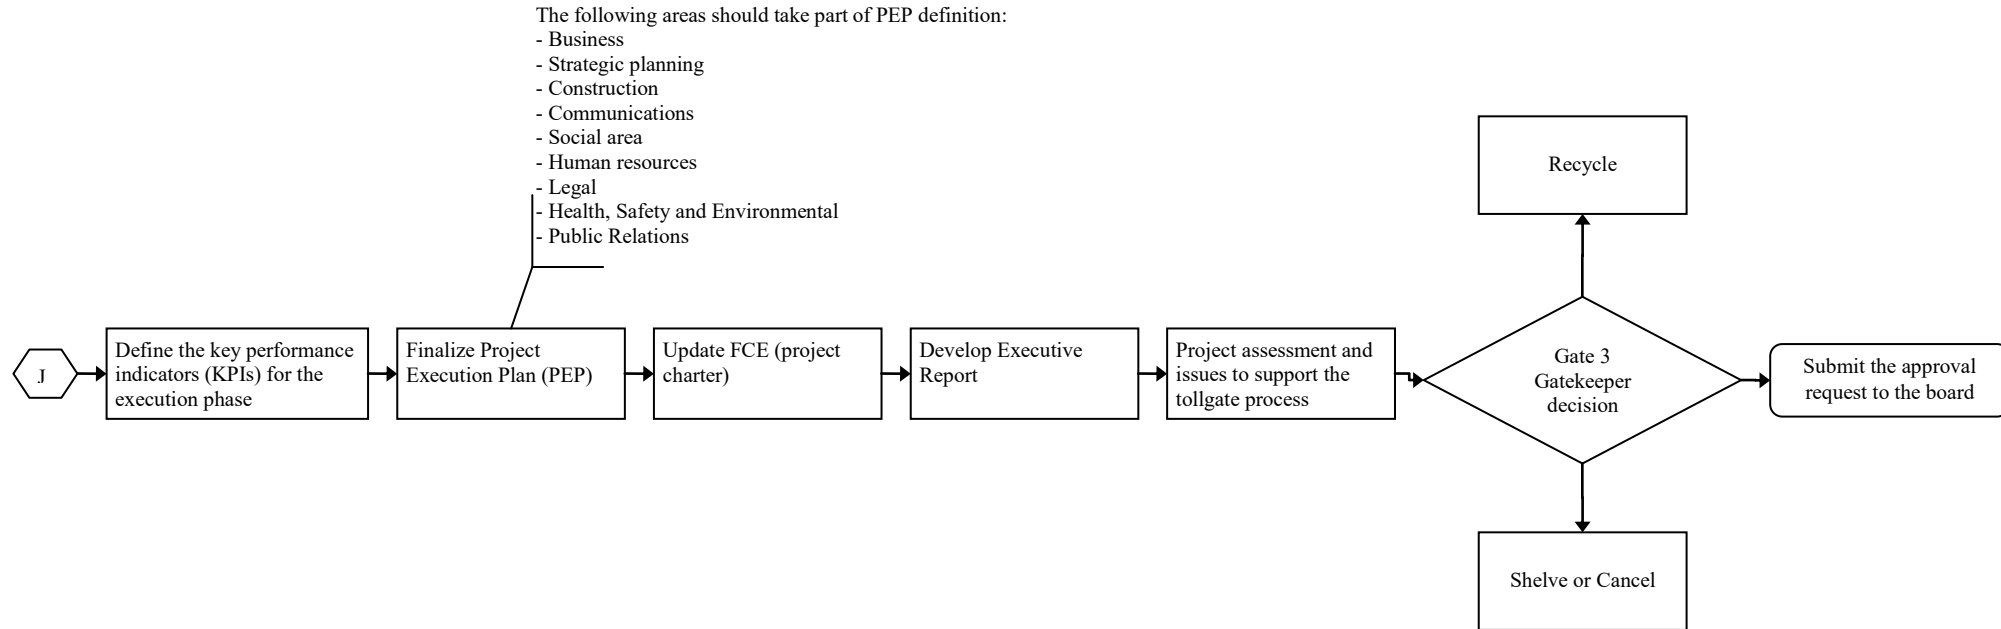 The following areas should take part of PEP definition:
- Business
- Strategic planning
- Construction
- Communications
- Social area
- Human resources
- Legal
- Health, Safety and Environmental
- Public Relations
J
Define the key performance
indicators (KPIs) for the
execution phase
Finalize Project
Execution Plan (PEP)
Update FCE (project
charter)
Develop Executive
Report
Project assessment and
issues to support the
tollgate process
Gate 3
Gatekeeper
decision
Recycle
Submit the approval
request to the board
Shelve or Cancel